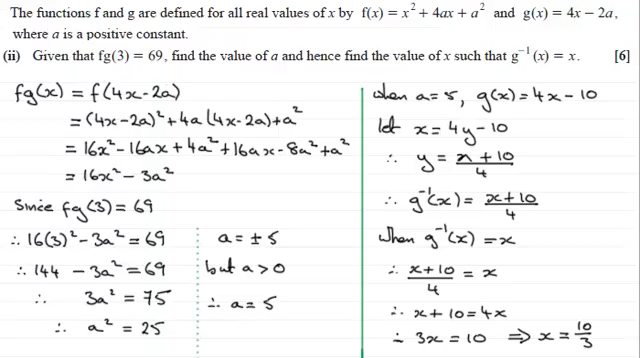 The functions f and g are defined for all real values of x by f(x) = x² + 4ax + a² and g(x) = 4x − 2a,
where a is a positive constant.
(ii) Given that fg(3) = 69, find the value of a and hence find the value of x such that g⁻¹(x) = x. [6]
fg(x) = f(4x-2a)
= (4x-2a)² + 4a(4x-2a) + a²
= 16x² - 16ax + 4a² + 16ax - 8a² + a²
= 16x² - 3a²
Since fg(3) = 69
∴ 16(3)² - 3a² = 69
∴ 144 - 3a² = 69
∴ 3a² = 75
∴ a² = 25
a = ± 5
but a > 0
∴ a = 5
when a = 5, g(x) = 4x - 10
let x = 4y - 10
∴ y = (x + 10)/4
∴ g⁻¹(x) = (x + 10)/4
When g⁻¹(x) = x
∴ (x + 10)/4 = x
∴ x + 10 = 4x
∴ 3x = 10 ⇒ x = 10/3